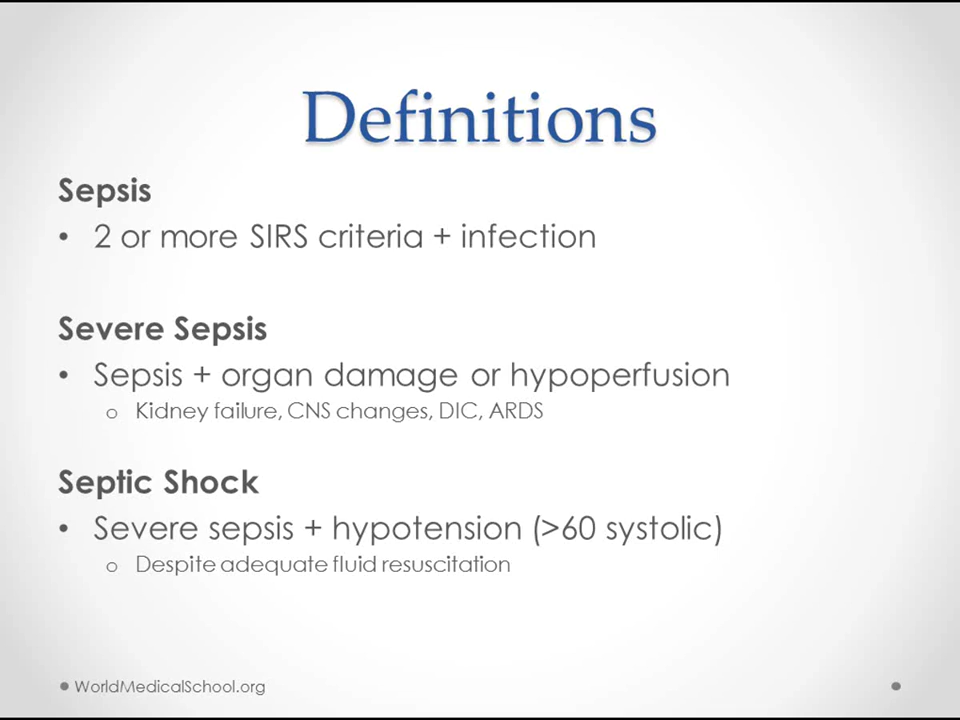 Definitions
Sepsis
• 2 or more SIRS criteria + infection
Severe Sepsis
• Sepsis + organ damage or hypoperfusion
o Kidney failure, CNS changes, DIC, ARDS
Septic Shock
• Severe sepsis + hypotension (>60 systolic)
o Despite adequate fluid resuscitation
WorldMedicalSchool.org